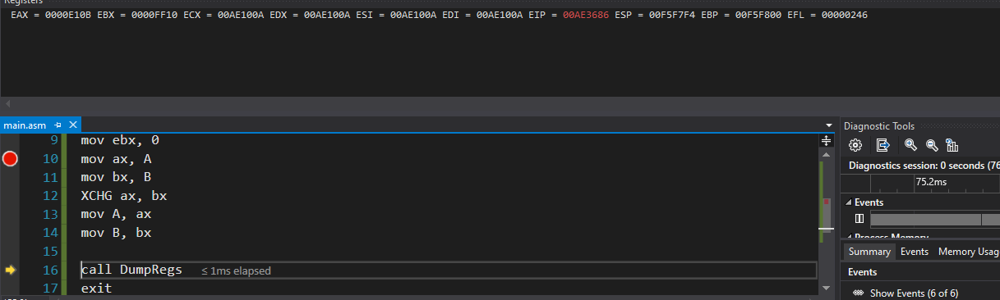 Registers
EAX = 0000E10B EBX = 0000FF10 ECX = 00AE100A EDX = 00AE100A ESI = 00AE100A EDI = 00AE100A EIP = 00AE3686 ESP = 00F5F7F4 EBP = 00F5F800 EFL = 00000246
main.asm
9 mov ebx, 0
10 mov ax, A
11 mov bx, B
12 XCHG ax, bx
13 mov A, ax
14 mov B, bx
15
16 call DumpRegs ≤ 1ms elapsed
17 exit
Diagnostic Tools
Diagnostics session: 0 seconds (76
75.2ms
Events
Process Memory
Summary Events Memory Usag
Events
Show Events (6 of 6)